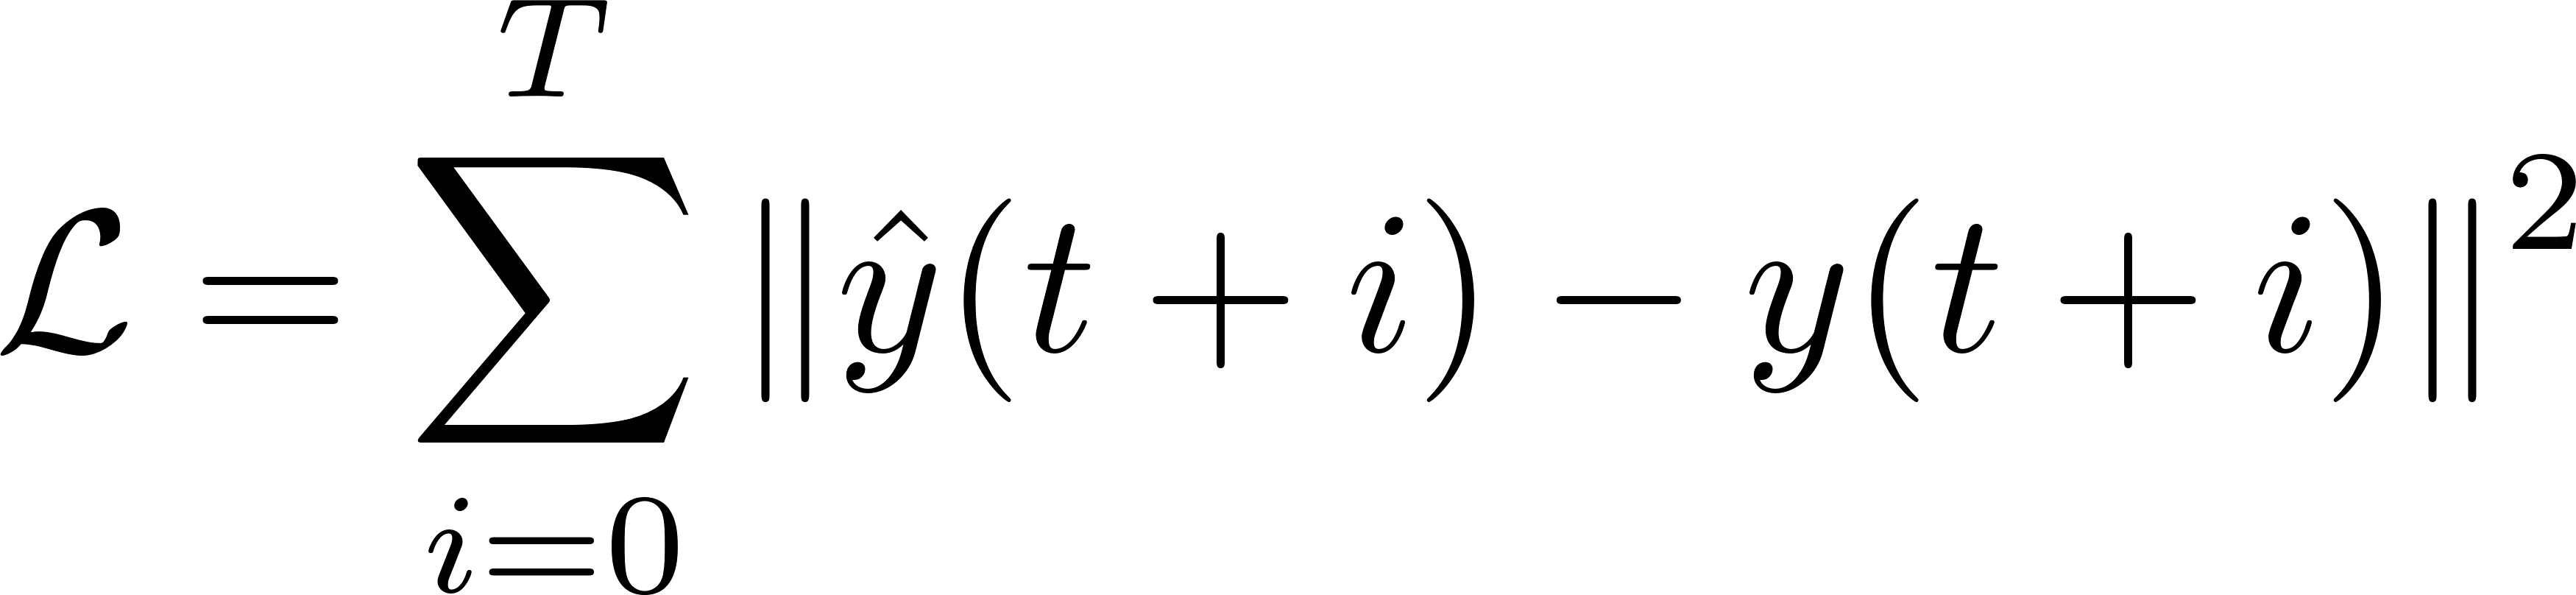 ℒ = ∑_{i=0}^{T} ‖ŷ(t + i) − y(t + i)‖²